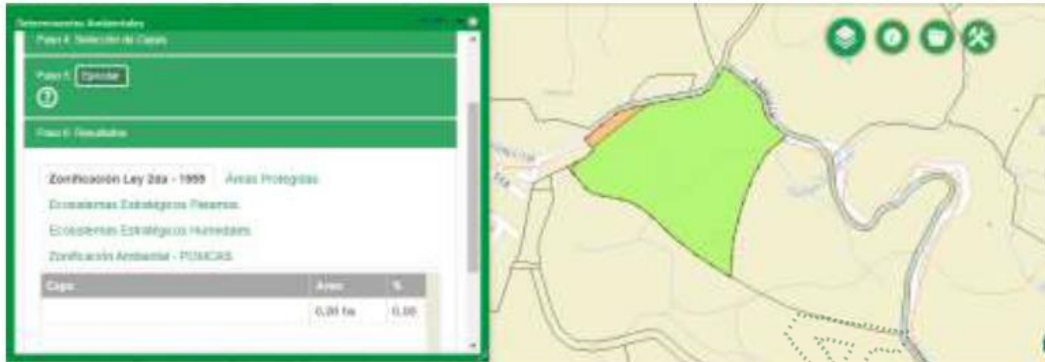 Determinantes Ambientales
Paso 4: Selección de Capas
Paso 5: Ejecutar
?
Paso 6: Resultados
Zonificación Ley 2da - 1959 Áreas Protegidas
Ecosistemas Estratégicos Páramos
Ecosistemas Estratégicos Humedales
Zonificación Ambiental - POMCAS
Capa Area %
0,00 ha 0,00